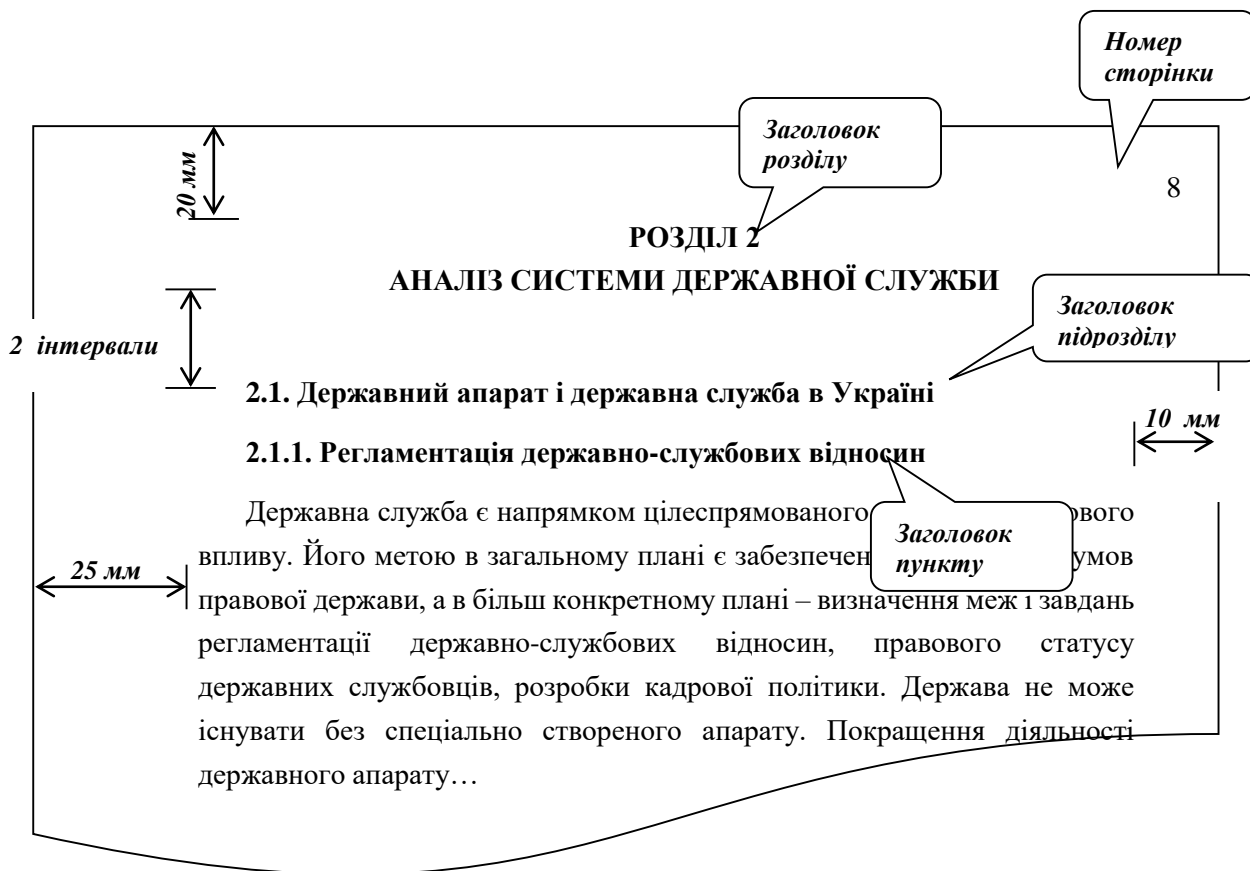 Номер
сторінки
Заголовок
розділу
20 мм
8
РОЗДІЛ 2
АНАЛІЗ СИСТЕМИ ДЕРЖАВНОЇ СЛУЖБИ
Заголовок
підрозділу
2 інтервали
2.1. Державний апарат і державна служба в Україні
10 мм
2.1.1. Регламентація державно-службових відносин
Державна служба є напрямком цілеспрямованого ового
Заголовок
пункту
впливу. Його метою в загальному плані є забезпечен умов
25 мм
правової держави, а в більш конкретному плані – визначення меж і завдань
регламентації державно-службових відносин, правового статусу
державних службовців, розробки кадрової політики. Держава не може
існувати без спеціально створеного апарату. Покращення діяльності
державного апарату…